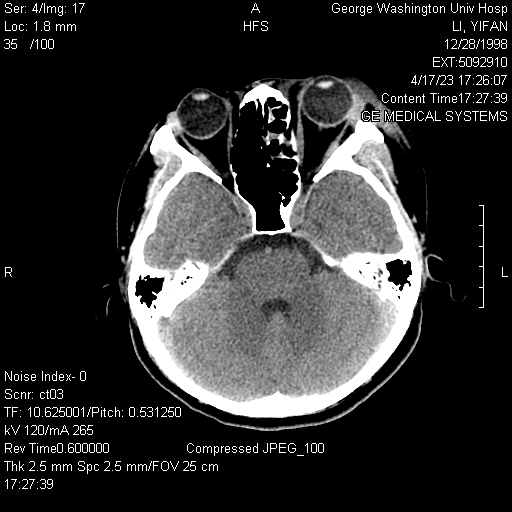 Ser: 4/Img: 17
Loc: 1.8 mm
35 /100
A
HFS
George Washington Univ Hosp
LI, YIFAN
12/28/1998
EXT:5092910
4/17/23 17:26:07
Content Time17:27:39
GE MEDICAL SYSTEMS
R
L
Noise Index- 0
Scnr: ct03
TF: 10.625001/Pitch: 0.531250
kV 120/mA 265
Rev Time0.600000
Compressed JPEG_100
Thk 2.5 mm Spc 2.5 mm/FOV 25 cm
17:27:39